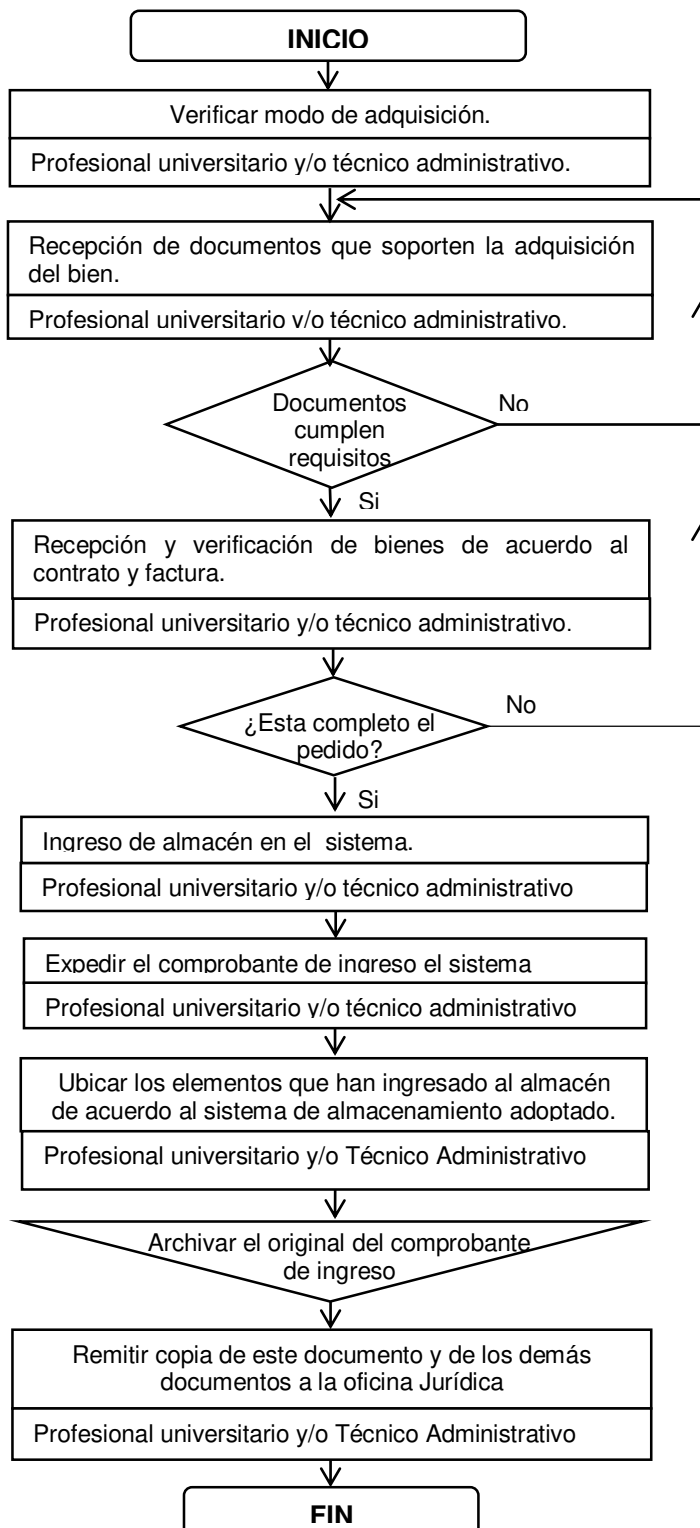 INICIO
Verificar modo de adquisición.
Profesional universitario y/o técnico administrativo.
Recepción de documentos que soporten la adquisición
del bien.
Profesional universitario y/o técnico administrativo.
Documentos
cumplen
requisitos
No
Si
Recepción y verificación de bienes de acuerdo al
contrato y factura.
Profesional universitario y/o técnico administrativo.
¿Esta completo el
pedido?
No
Si
Ingreso de almacén en el sistema.
Profesional universitario y/o técnico administrativo
Expedir el comprobante de ingreso el sistema
Profesional universitario y/o técnico administrativo
Ubicar los elementos que han ingresado al almacén
de acuerdo al sistema de almacenamiento adoptado.
Profesional universitario y/o Técnico Administrativo
Archivar el original del comprobante
de ingreso
Remitir copia de este documento y de los demás
documentos a la oficina Jurídica
Profesional universitario y/o Técnico Administrativo
FIN